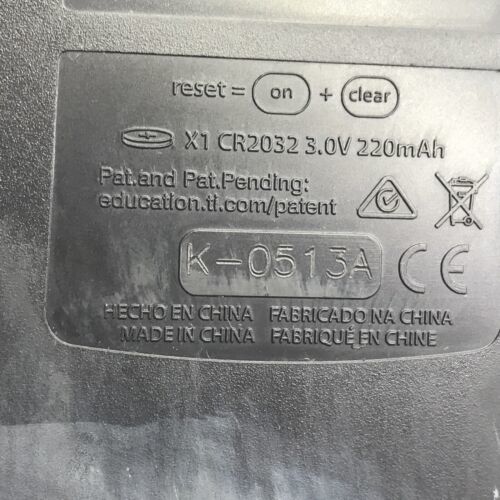 reset = on + clear
X1 CR2032 3.0V 220mAh
Pat.and Pat.Pending:
education.ti.com/patent
K-0513A CE
HECHO EN CHINA FABRICADO NA CHINA
MADE IN CHINA FABRIQUÉ EN CHINE